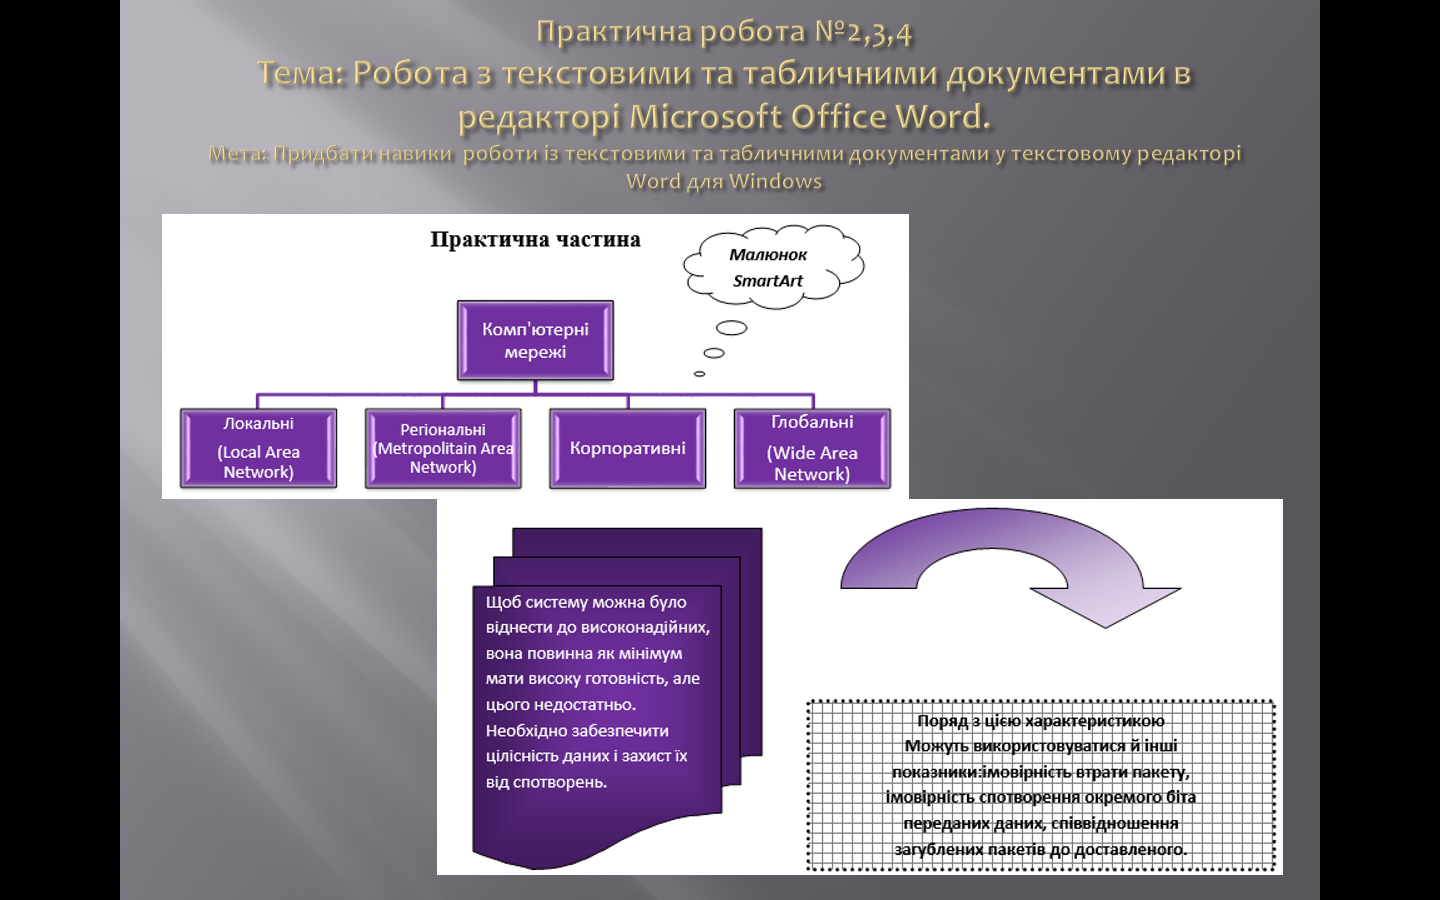 Практична робота №2,3,4
Тема: Робота з текстовими та табличними документами в
редакторі Microsoft Office Word.
Мета: Придбати навики роботи із текстовими та табличними документами у текстовому редакторі
Word для Windows
Практична частина
Малюнок
SmartArt
Комп'ютерні
мережі
Локальні
(Local Area
Network)
Регіональні
(Metropolitain Area
Network)
Корпоративні
Глобальні
(Wide Area
Network)
Щоб систему можна було
віднести до високонадійних,
вона повинна як мінімум
мати високу готовність, але
цього недостатньо.
Необхідно забезпечити
цілісність даних і захист їх
від спотворень.
Поряд з цією характеристикою
Можуть використовуватися й інші
показники:імовірність втрати пакету,
імовірність спотворення окремого біта
переданих даних, співвідношення
загублених пакетів до доставленого.